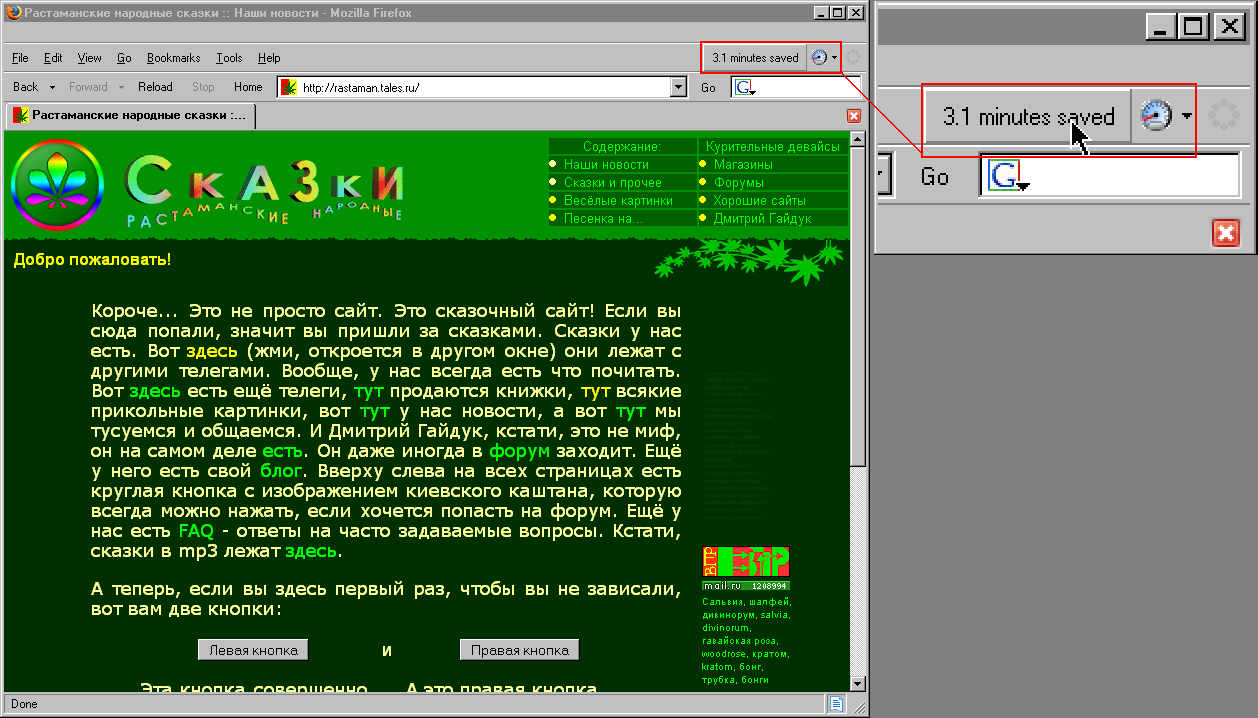 Растаманские народные сказки :: Наши новости - Mozilla Firefox
File Edit View Go Bookmarks Tools Help
3.1 minutes saved
Back Forward Reload Stop Home
http://rastaman.tales.ru/
Go
G
Растаманские народные сказки :...
Сказки
РАСТАМАНСКИЕ НАРОДНЫЕ
Содержание:
Наши новости
Сказки и прочее
Весёлые картинки
Песенка на...
Курительные девайсы
Магазины
Форумы
Хорошие сайты
Дмитрий Гайдук
Добро пожаловать!
Короче... Это не просто сайт. Это сказочный сайт! Если вы
сюда попали, значит вы пришли за сказками. Сказки у нас
есть. Вот здесь (жми, откроется в другом окне) они лежат с
другими телегами. Вообще, у нас всегда есть что почитать.
Вот здесь есть ещё телеги, тут продаются книжки, тут всякие
прикольные картинки, вот тут у нас новости, а вот тут мы
тусуемся и общаемся. И Дмитрий Гайдук, кстати, это не миф,
он на самом деле есть. Он даже иногда в форум заходит. Ещё
у него есть свой блог. Вверху слева на всех страницах есть
круглая кнопка с изображением киевского каштана, которую
всегда можно нажать, если хочется попасть на форум. Ещё у
нас есть FAQ - ответы на часто задаваемые вопросы. Кстати,
сказки в mp3 лежат здесь.
А теперь, если вы здесь первый раз, чтобы вы не зависали,
вот вам две кнопки:
Левая кнопка
и
Правая кнопка
Эта кнопка совершенно
А это правая кнопка
mail.ru 1206994
Сальвия, шалфей,
дивинорум, salvia,
divinorum,
гавайская роза,
woodrose, кратом,
kratom, бонг,
трубка, бонги
Done
3.1 minutes saved
Go
G